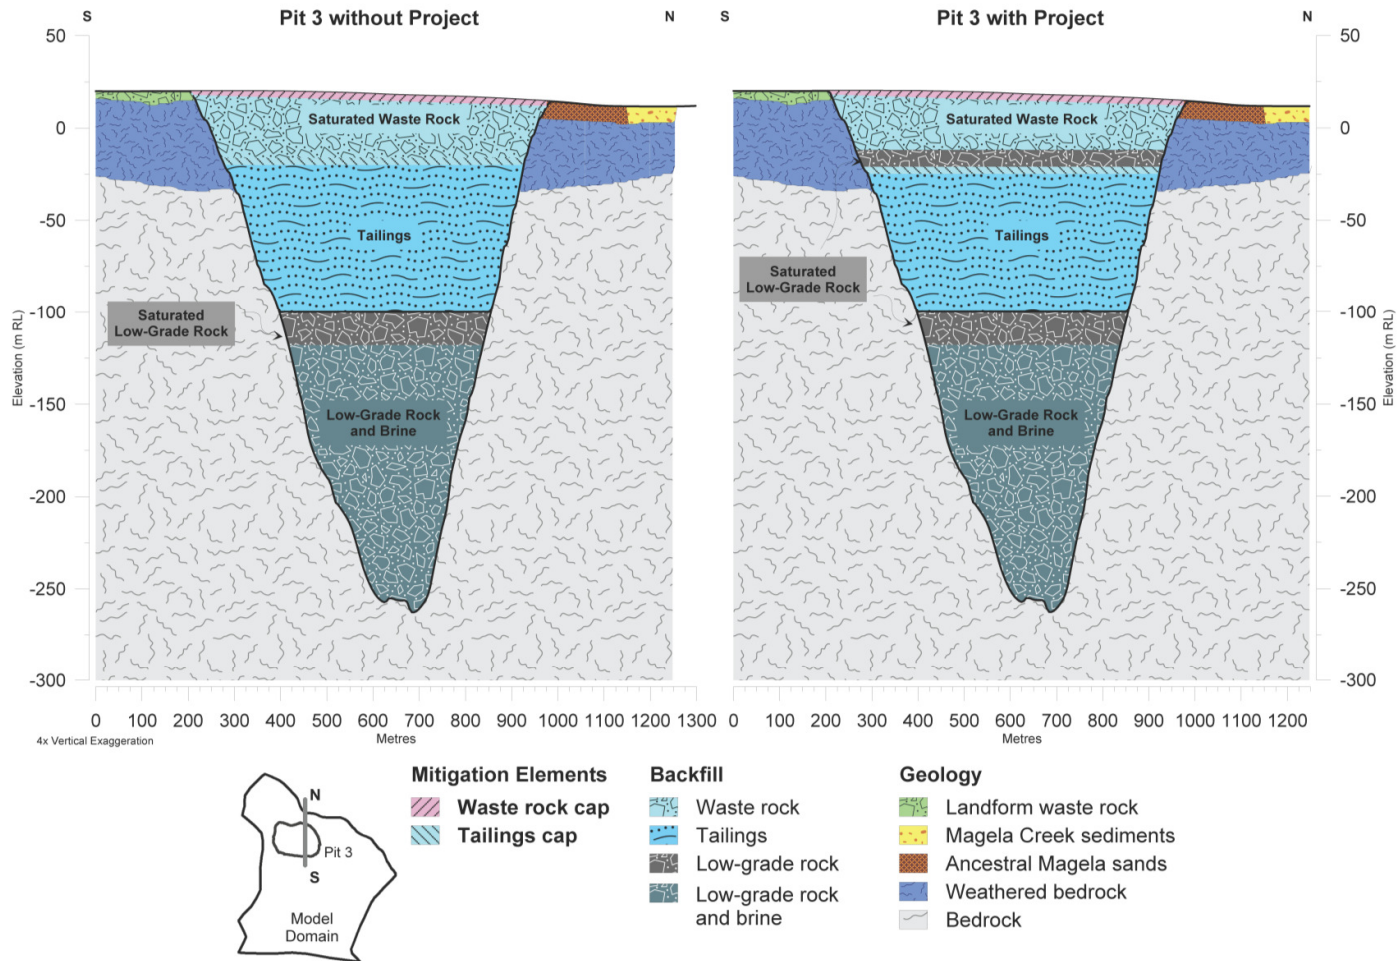 Pit 3 without Project
S
N
50
0
-50
-100
-150
-200
-250
-300
Elevation (m RL)
Saturated Waste Rock
Tailings
Saturated
Low-Grade Rock
Low-Grade Rock
and Brine
0 100 200 300 400 500 600 700 800 900 1000 1100 1200 1300
Metres
4x Vertical Exaggeration
Pit 3 with Project
S
N
Saturated Waste Rock
Tailings
Saturated
Low-Grade Rock
Low-Grade Rock
and Brine
50
0
-50
-100
-150
-200
-250
-300
Elevation (m RL)
0 100 200 300 400 500 600 700 800 900 1000 1100 1200
Metres
N
Pit 3
S
Model
Domain
Mitigation Elements
Waste rock cap
Tailings cap
Backfill
Waste rock
Tailings
Low-grade rock
Low-grade rock
and brine
Geology
Landform waste rock
Magela Creek sediments
Ancestral Magela sands
Weathered bedrock
Bedrock